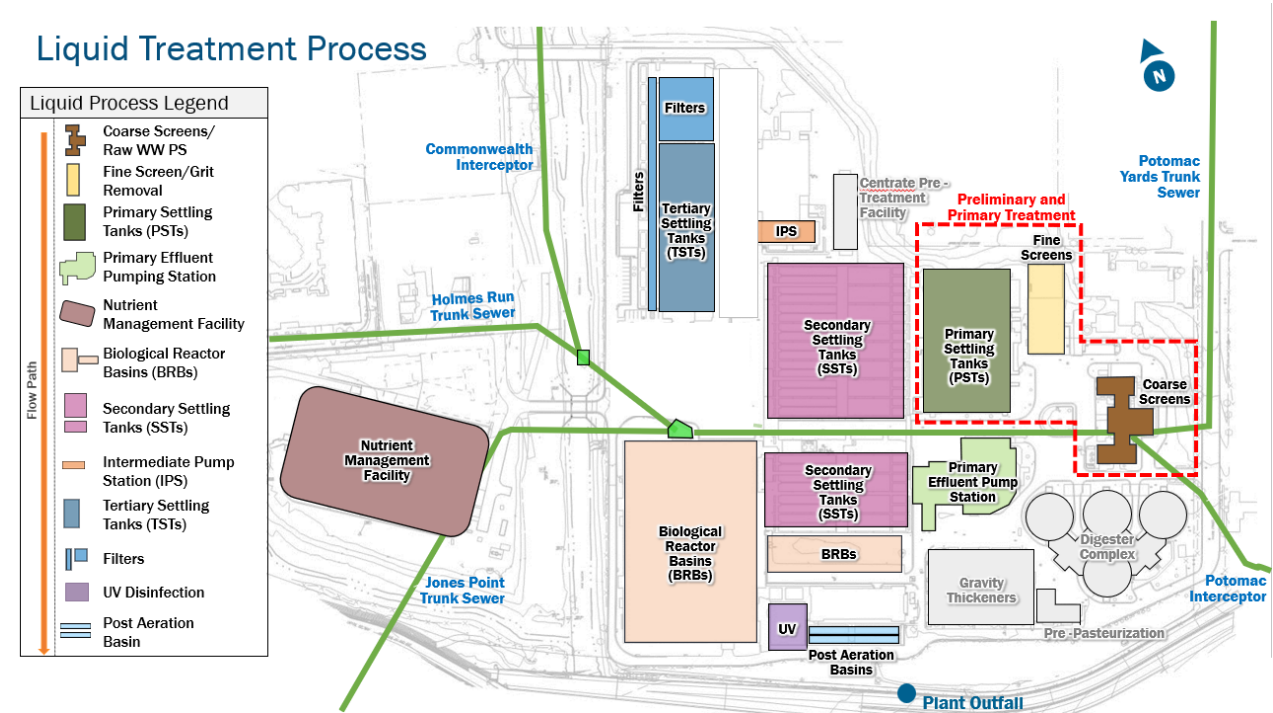 Liquid Treatment Process
Liquid Process Legend
Flow Path
Coarse Screens/
Raw WW PS
Fine Screen/Grit
Removal
Primary Settling
Tanks (PSTs)
Primary Effluent
Pumping Station
Nutrient
Management Facility
Biological Reactor
Basins (BRBs)
Secondary Settling
Tanks (SSTs)
Intermediate Pump
Station (IPS)
Tertiary Settling
Tanks (TSTs)
Filters
UV Disinfection
Post Aeration
Basin
N
Commonwealth
Interceptor
Filters
Filters
Tertiary
Settling
Tanks
(TSTs)
IPS
Centrate Pre -
Treatment
Facility
Preliminary and
Primary Treatment
Potomac
Yards Trunk
Sewer
Fine
Screens
Holmes Run
Trunk Sewer
Secondary
Settling
Tanks
(SSTs)
Primary
Settling
Tanks
(PSTs)
Coarse
Screens
Nutrient
Management
Facility
Secondary
Settling
Tanks
(SSTs)
Primary
Effluent Pump
Station
Biological
Reactor
Basins
(BRBs)
BRBs
Digester
Complex
Jones Point
Trunk Sewer
Gravity
Thickeners
Potomac
Interceptor
UV
Pre -Pasteurization
Post Aeration
Basins
Plant Outfall